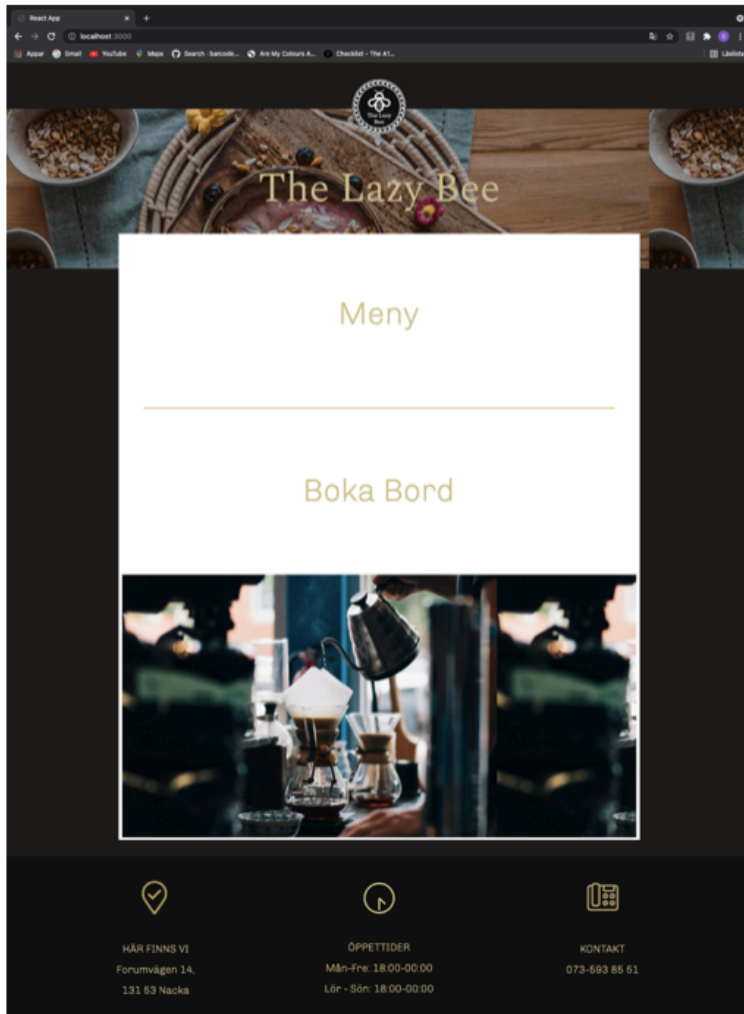 React App
localhost:3000
Appar Gmail YouTube Maps Search · barcode... Are My Colours A... Checklist - The A1... Läslista
The Lazy
Bee
The Lazy Bee
Meny
Boka Bord
HÄR FINNS VI
Forumvägen 14,
131 53 Nacka
ÖPPETTIDER
Mån-Fre: 18:00-00:00
Lör - Sön: 18:00-00:00
KONTAKT
073-593 85 51